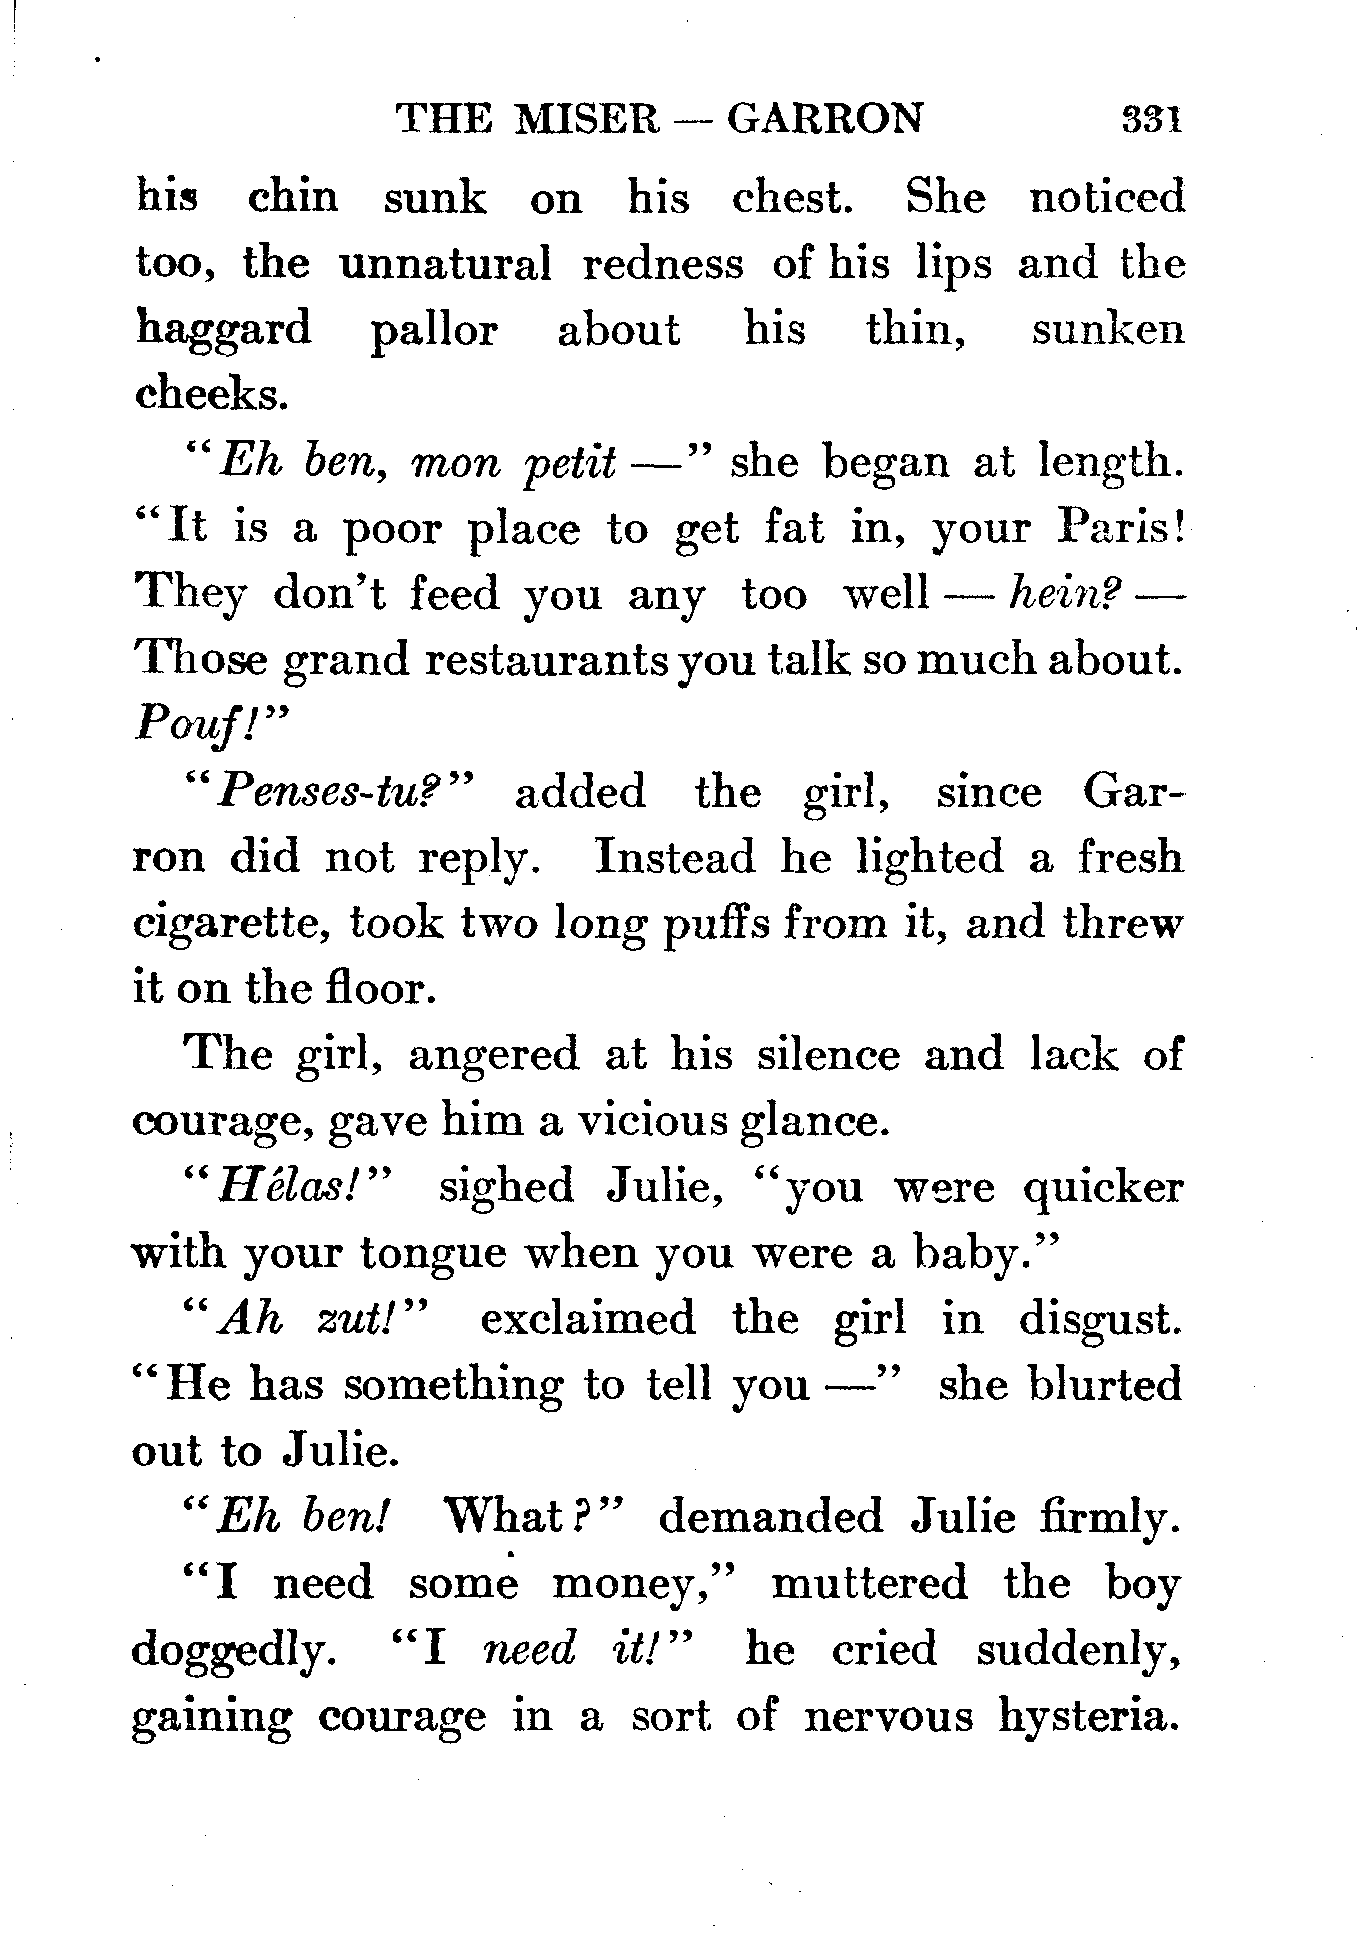 THE MISER — GARRON 331
his chin sunk on his chest. She noticed
too, the unnatural redness of his lips and the
haggard pallor about his thin, sunken
cheeks.
“Eh ben, mon petit —” she began at length.
“It is a poor place to get fat in, your Paris!
They don’t feed you any too well — hein? —
Those grand restaurants you talk so much about.
Pouf!”
“Penses-tu?” added the girl, since Gar-
ron did not reply. Instead he lighted a fresh
cigarette, took two long puffs from it, and threw
it on the floor.
The girl, angered at his silence and lack of
courage, gave him a vicious glance.
“Hélas!” sighed Julie, “you were quicker
with your tongue when you were a baby.”
“Ah zut!” exclaimed the girl in disgust.
“He has something to tell you —” she blurted
out to Julie.
“Eh ben! What?” demanded Julie firmly.
“I need some money,” muttered the boy
doggedly. “I need it!” he cried suddenly,
gaining courage in a sort of nervous hysteria.